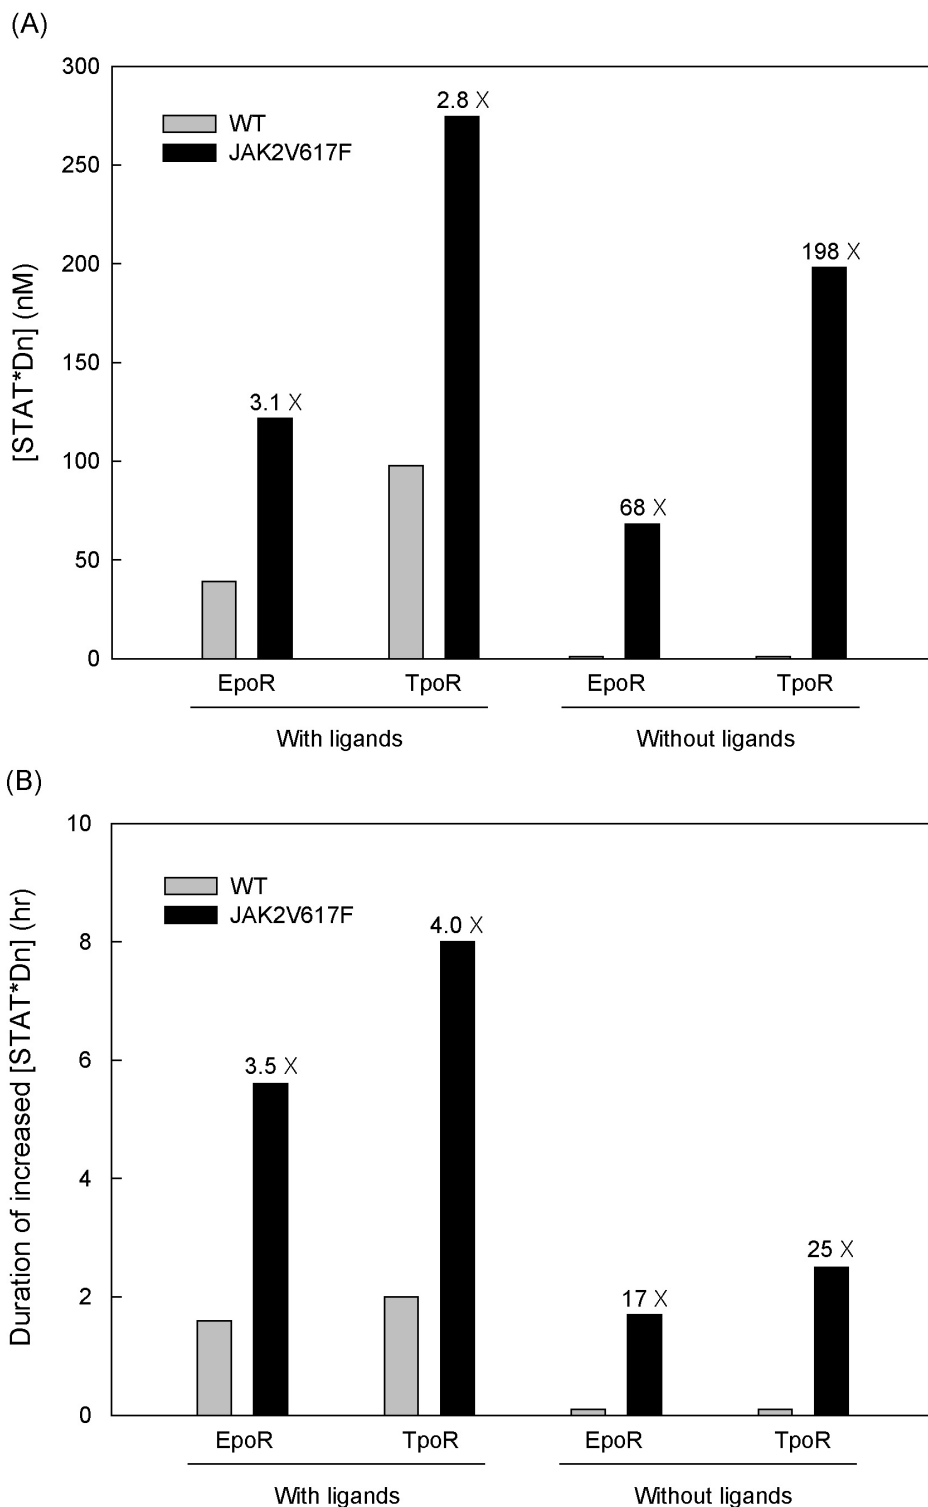 (A)
300
250
200
150
100
50
0
[STAT*Dn] (nM)
WT
JAK2V617F
3.1 X
2.8 X
68 X
198 X
EpoR TpoR EpoR TpoR
With ligands Without ligands
(B)
10
8
6
4
2
0
Duration of increased [STAT*Dn] (hr)
WT
JAK2V617F
3.5 X
4.0 X
17 X
25 X
EpoR TpoR EpoR TpoR
With ligands Without ligands